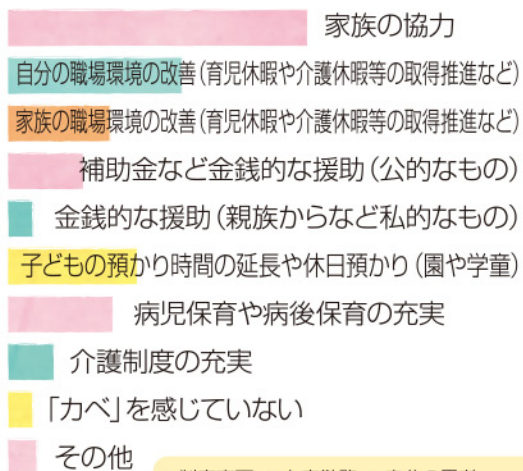 家族の協力
自分の職場環境の改善(育児休暇や介護休暇等の取得推進など)
家族の職場環境の改善(育児休暇や介護休暇等の取得推進など)
補助金など金銭的な援助(公的なもの)
金銭的な援助(親族からなど私的なもの)
子どもの預かり時間の延長や休日預かり(園や学童)
病児保育や病後保育の充実
介護制度の充実
「カベ」を感じていない
その他